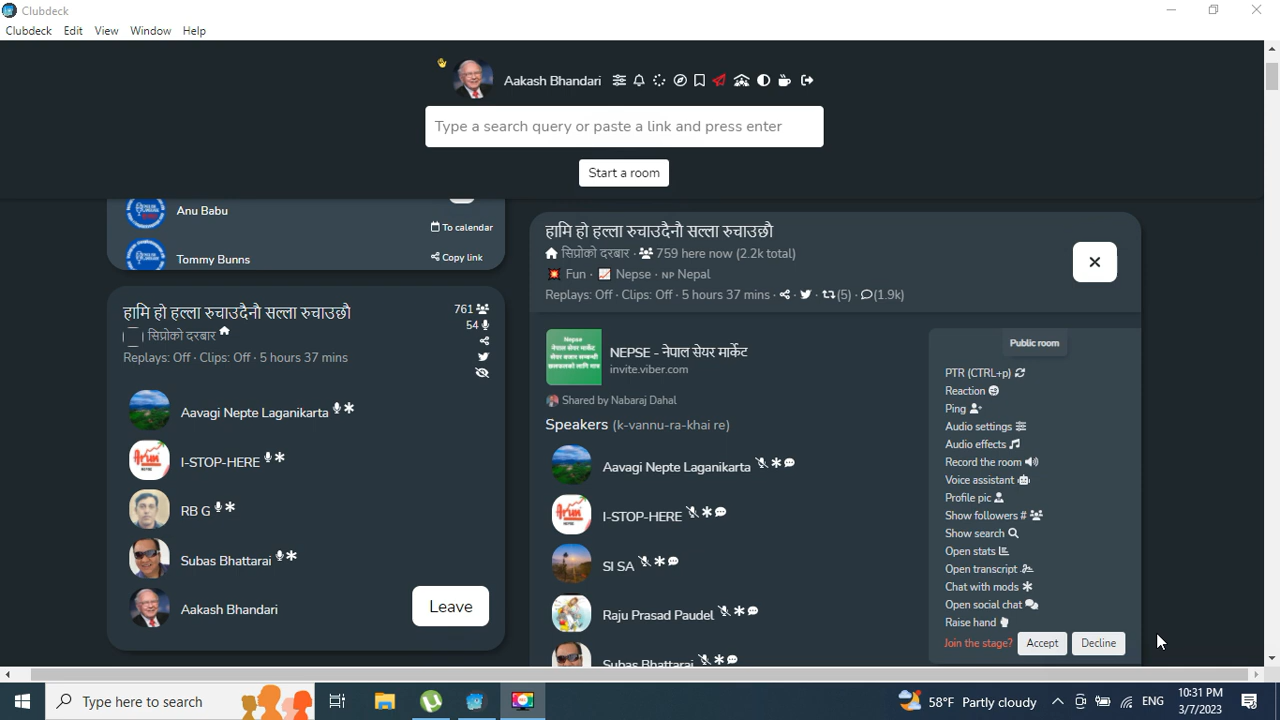 Clubdeck
Clubdeck Edit View Window Help
Aakash Bhandari
Type a search query or paste a link and press enter
Start a room
Anu Babu
To calendar
Tommy Bunns
Copy link
हामि हो हल्ला रुचाउदैनौ सल्ला रुचाउछौ
761
सिप्रोको दरबार
54
Replays: Off · Clips: Off · 5 hours 37 mins
Aavagi Nepte Laganikarta
I-STOP-HERE
RB G
Subas Bhattarai
Aakash Bhandari
Leave
हामि हो हल्ला रुचाउदैनौ सल्ला रुचाउछौ
सिप्रोको दरबार · 759 here now (2.2k total)
Fun · Nepse · NP Nepal
Replays: Off · Clips: Off · 5 hours 37 mins · · · (5) · (1.9k)
Nepse
नेपाल सेयर मार्केट
NEPSE - नेपाल सेयर मार्केट
invite.viber.com
Shared by Nabaraj Dahal
Speakers (k-vannu-ra-khai re)
Aavagi Nepte Laganikarta
I-STOP-HERE
SI SA
Raju Prasad Paudel
Subas Bhattarai
Public room
PTR (CTRL+p)
Reaction
Ping
Audio settings
Audio effects
Record the room
Voice assistant
Profile pic
Show followers #
Show search
Open stats
Open transcript
Chat with mods
Open social chat
Raise hand
Join the stage? Accept Decline
Type here to search
58°F Partly cloudy
ENG
10:31 PM
3/7/2023